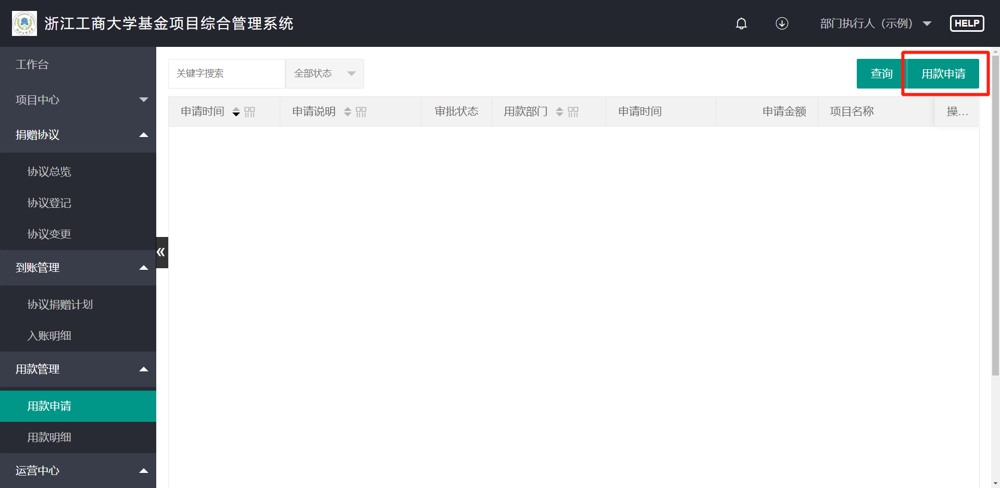 浙江工商大学基金项目综合管理系统
部门执行人（示例）
HELP
工作台
项目中心
捐赠协议
协议总览
协议登记
协议变更
到账管理
协议捐赠计划
入账明细
用款管理
用款申请
用款明细
运营中心
关键字搜索 全部状态 查询 用款申请
申请时间 申请说明 审批状态 用款部门 申请时间 申请金额 项目名称 操...